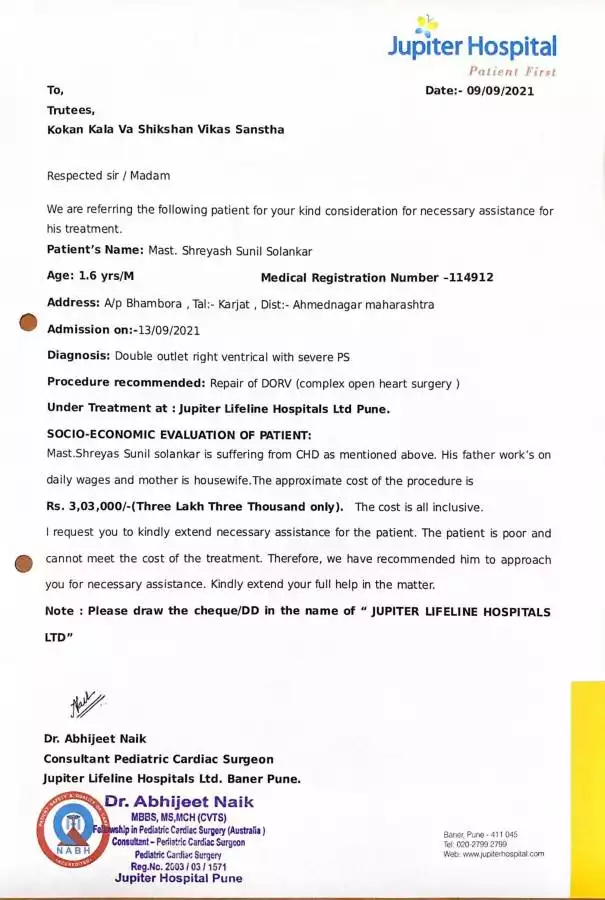 Jupiter Hospital
Patient First
To,
Date:- 09/09/2021
Trutees,
Kokan Kala Va Shikshan Vikas Sanstha
Respected sir / Madam
We are referring the following patient for your kind consideration for necessary assistance for
his treatment.
Patient's Name: Mast. Shreyash Sunil Solankar
Age: 1.6 yrs/M Medical Registration Number –114912
Address: A/p Bhambora , Tal:- Karjat , Dist:- Ahmednagar maharashtra
Admission on:-13/09/2021
Diagnosis: Double outlet right ventrical with severe PS
Procedure recommended: Repair of DORV (complex open heart surgery )
Under Treatment at : Jupiter Lifeline Hospitals Ltd Pune.
SOCIO-ECONOMIC EVALUATION OF PATIENT:
Mast.Shreyas Sunil solankar is suffering from CHD as mentioned above. His father work's on
daily wages and mother is housewife.The approximate cost of the procedure is
Rs. 3,03,000/-(Three Lakh Three Thousand only). The cost is all inclusive.
I request you to kindly extend necessary assistance for the patient. The patient is poor and
cannot meet the cost of the treatment. Therefore, we have recommended him to approach
you for necessary assistance. Kindly extend your full help in the matter.
Note : Please draw the cheque/DD in the name of “ JUPITER LIFELINE HOSPITALS
LTD”
Dr. Abhijeet Naik
Consultant Pediatric Cardiac Surgeon
Jupiter Lifeline Hospitals Ltd. Baner Pune.
Dr. Abhijeet Naik
MBBS, MS,MCH (CVTS)
Fellowship in Pediatric Cardiac Surgery (Australia )
Consultant – Pediatric Cardiac Surgeon
Pediatric Cardiac Surgery
Reg.No. 2003 / 03 / 1571
Jupiter Hospital Pune
PATIENT SAFETY & QUALITY OF CARE
NABH
ACCREDITED
Baner, Pune - 411 045
Tel: 020-2799 2799
Web: www.jupiterhospital.com